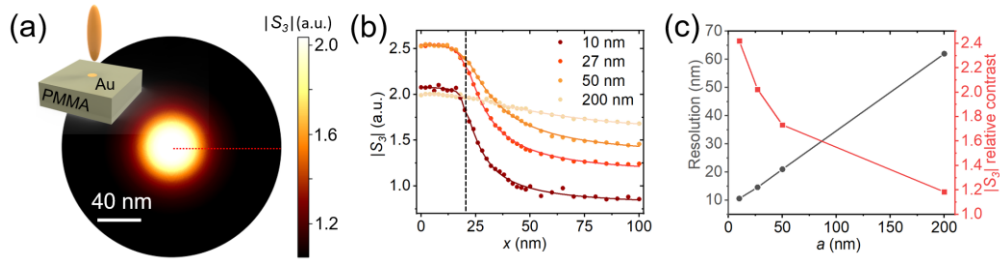 (a)
|S₃| (a.u.)
2.0
1.6
1.2
Au
PMMA
40 nm
(b)
10 nm
27 nm
50 nm
200 nm
|S₃| (a.u.)
2.5
2.0
1.5
1.0
0 25 50 75 100
x (nm)
(c)
Resolution (nm)
70
60
50
40
30
20
10
0 50 100 150 200
a (nm)
2.4
2.2
2.0
1.8
1.6
1.4
1.2
1.0
|S₃| relative contrast